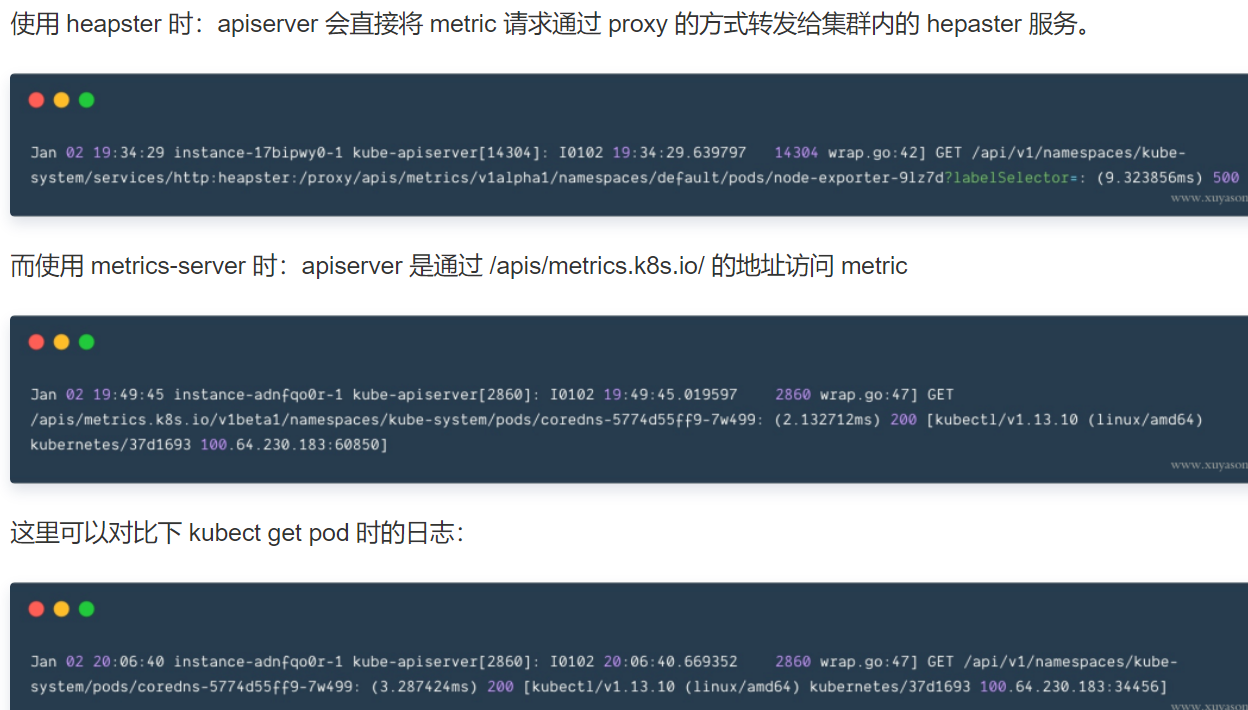 使用 heapster 时：apiserver 会直接将 metric 请求通过 proxy 的方式转发给集群内的 hepaster 服务。
Jan 02 19:34:29 instance-17bipwy0-1 kube-apiserver[14304]: I0102 19:34:29.639797   14304 wrap.go:42] GET /api/v1/namespaces/kube-
system/services/http:heapster:/proxy/apis/metrics/v1alpha1/namespaces/default/pods/node-exporter-9lz7d?labelSelector=: (9.323856ms) 500
www.xuyason
而使用 metrics-server 时：apiserver 是通过 /apis/metrics.k8s.io/ 的地址访问 metric
Jan 02 19:49:45 instance-adnfqo0r-1 kube-apiserver[2860]: I0102 19:49:45.019597    2860 wrap.go:47] GET
/apis/metrics.k8s.io/v1beta1/namespaces/kube-system/pods/coredns-5774d55ff9-7w499: (2.132712ms) 200 [kubectl/v1.13.10 (linux/amd64)
kubernetes/37d1693 100.64.230.183:60850]
www.xuyason
这里可以对比下 kubect get pod 时的日志：
Jan 02 20:06:40 instance-adnfqo0r-1 kube-apiserver[2860]: I0102 20:06:40.669352    2860 wrap.go:47] GET /api/v1/namespaces/kube-
system/pods/coredns-5774d55ff9-7w499: (3.287424ms) 200 [kubectl/v1.13.10 (linux/amd64) kubernetes/37d1693 100.64.230.183:34456]
www.xuyason